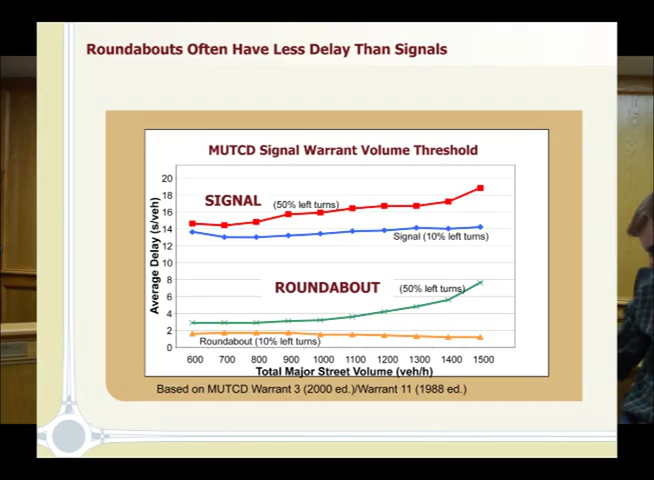 Roundabouts Often Have Less Delay Than Signals
MUTCD Signal Warrant Volume Threshold
Average Delay (s/veh)
20
18
16
14
12
10
8
6
4
2
0
SIGNAL
(50% left turns)
Signal (10% left turns)
ROUNDABOUT
(50% left turns)
Roundabout (10% left turns)
600 700 800 900 1000 1100 1200 1300 1400 1500
Total Major Street Volume (veh/h)
Based on MUTCD Warrant 3 (2000 ed.)/Warrant 11 (1988 ed.)